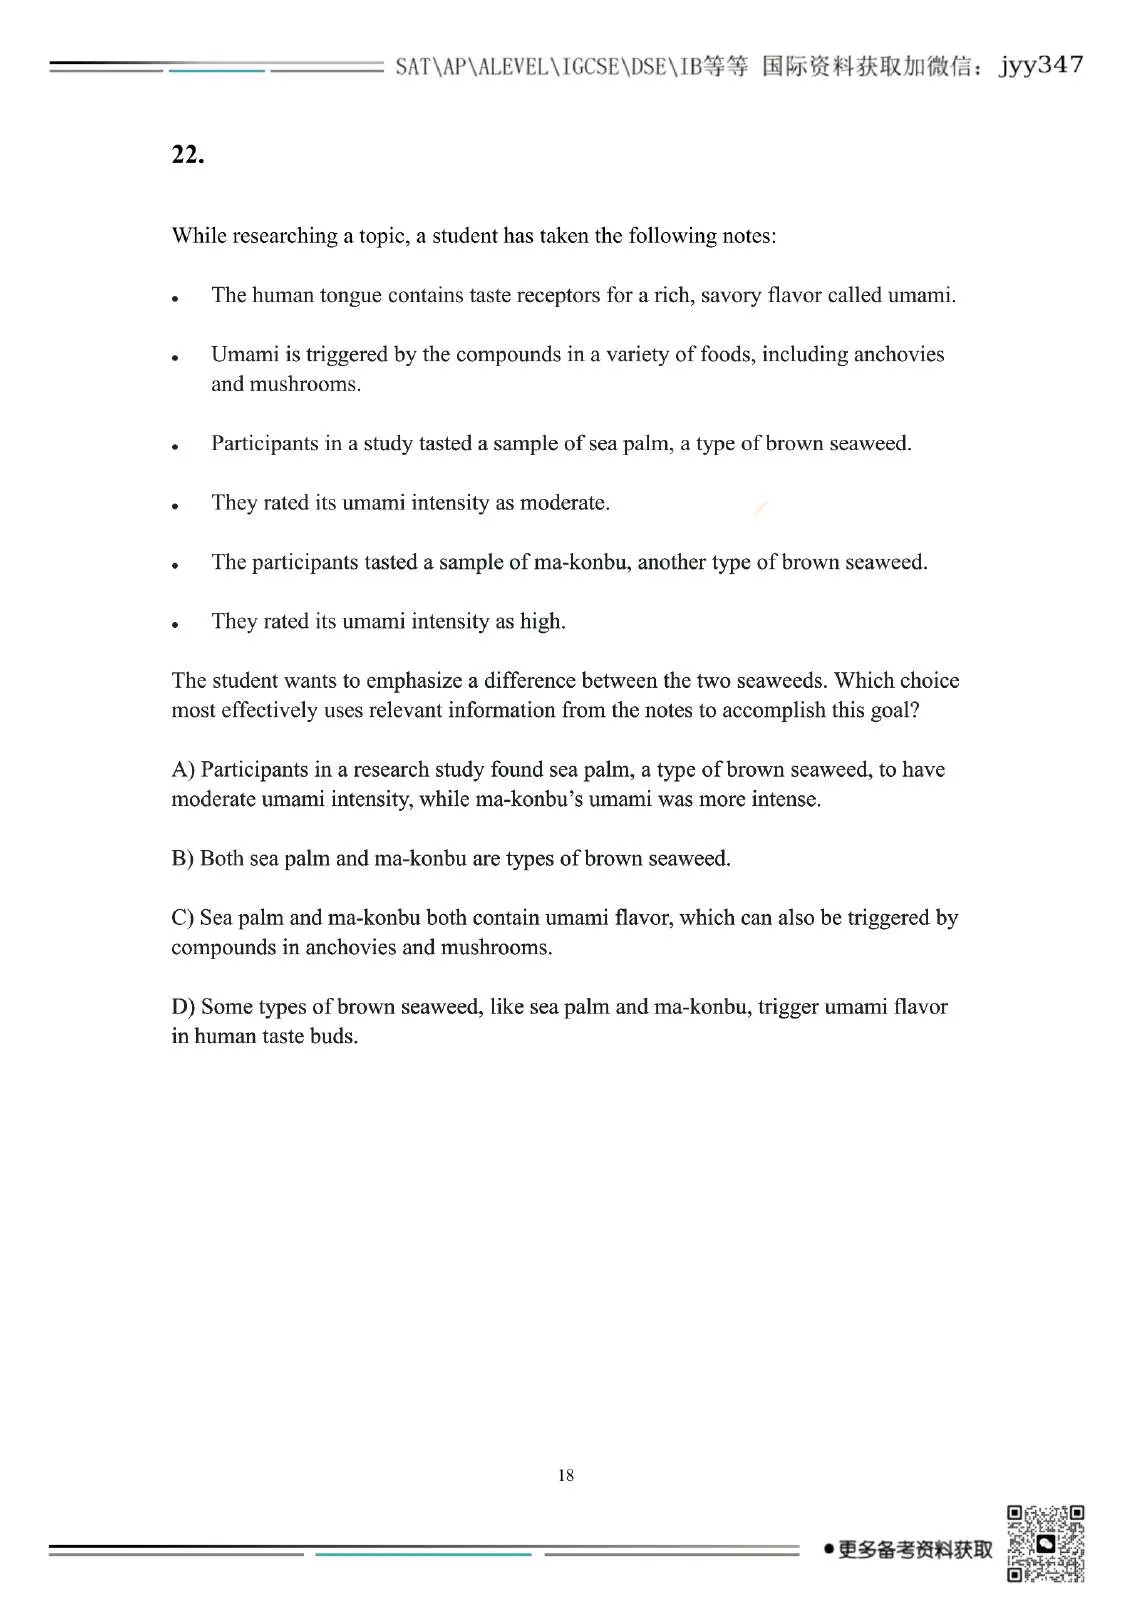 SAT\AP\ALEVEL\IGCSE\DSE\IB等等 国际资料获取加微信: jyy347
22.
While researching a topic, a student has taken the following notes:
• The human tongue contains taste receptors for a rich, savory flavor called umami.
• Umami is triggered by the compounds in a variety of foods, including anchovies
and mushrooms.
• Participants in a study tasted a sample of sea palm, a type of brown seaweed.
• They rated its umami intensity as moderate.
• The participants tasted a sample of ma-konbu, another type of brown seaweed.
• They rated its umami intensity as high.
The student wants to emphasize a difference between the two seaweeds. Which choice
most effectively uses relevant information from the notes to accomplish this goal?
A) Participants in a research study found sea palm, a type of brown seaweed, to have
moderate umami intensity, while ma-konbu’s umami was more intense.
B) Both sea palm and ma-konbu are types of brown seaweed.
C) Sea palm and ma-konbu both contain umami flavor, which can also be triggered by
compounds in anchovies and mushrooms.
D) Some types of brown seaweed, like sea palm and ma-konbu, trigger umami flavor
in human taste buds.
18
•更多备考资料获取